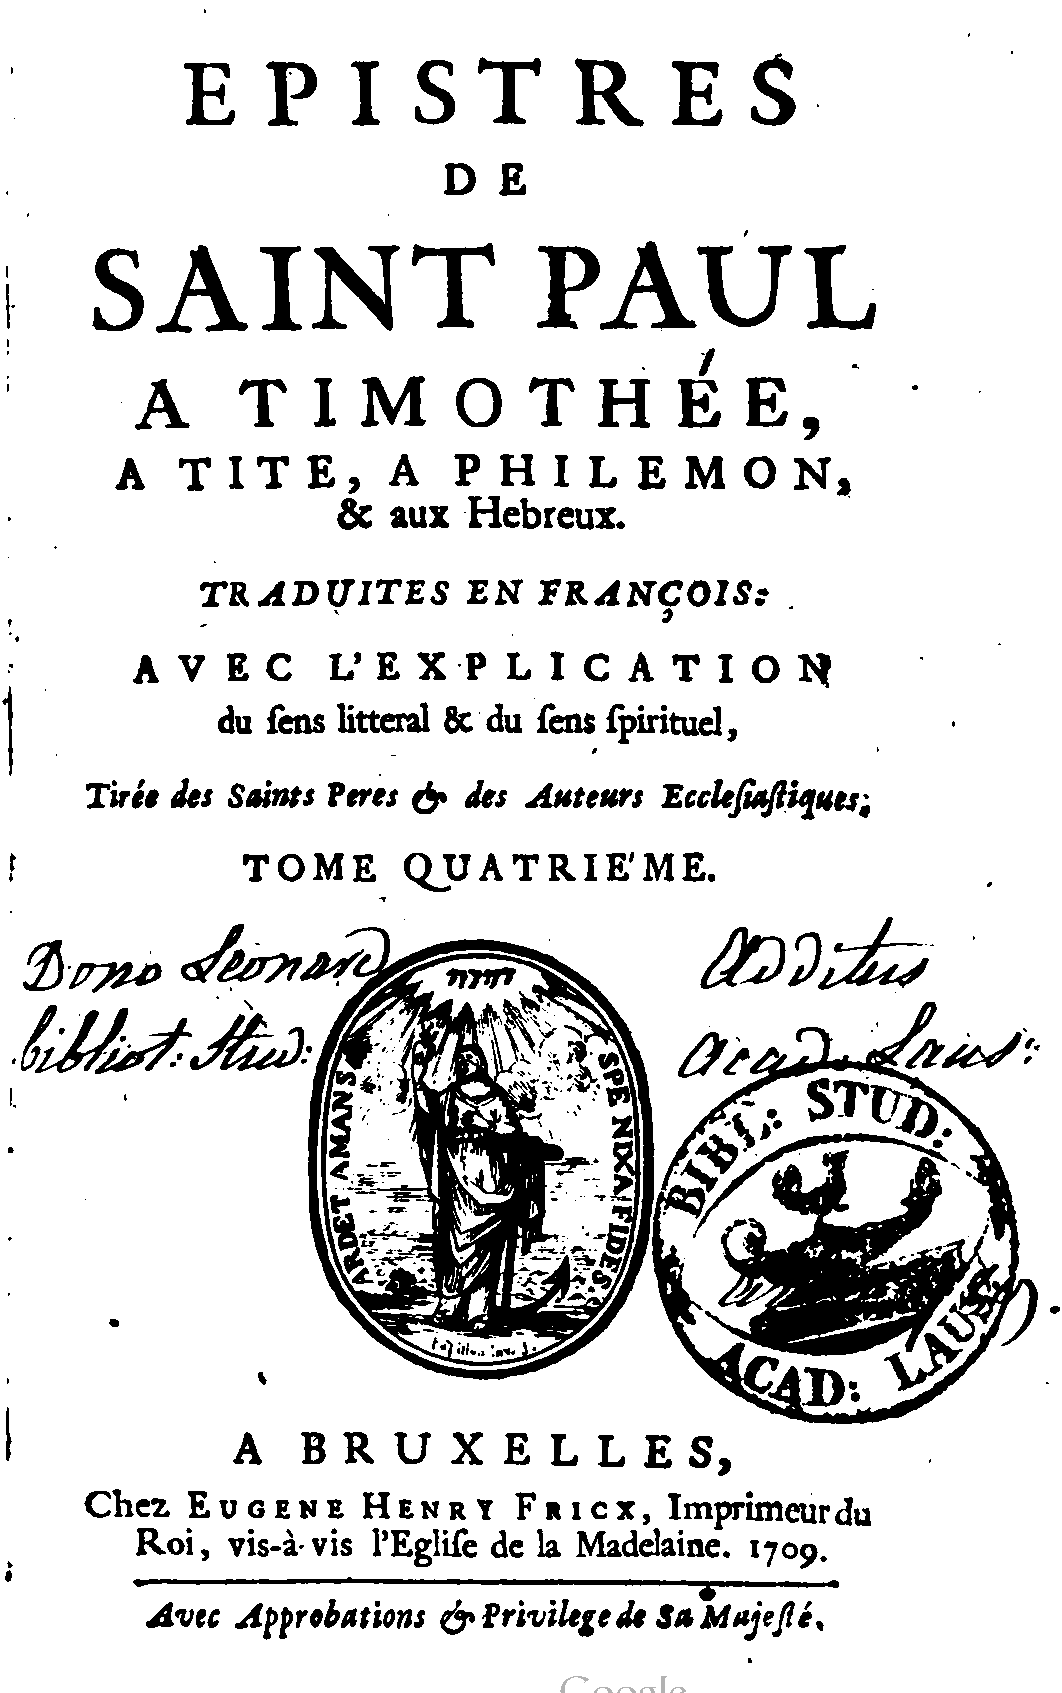 EPISTRES
DE
SAINT PAUL
A TIMOTHÉE,
A TITE, A PHILEMON,
& aux Hebreux.
TRADUITES EN FRANÇOIS:
AVEC L'EXPLICATION
du ſens litteral & du ſens ſpirituel,
Tirée des Saints Peres & des Auteurs Eccleſiaſtiques;
TOME QUATRIE'ME.
Dono Leonard
bibliot: Stud:
Additus
Acad. Laus:
ARDET AMANS
SPE NIXA FIDES
BIBL: STUD:
ACAD: LAUS.
A BRUXELLES,
Chez EUGENE HENRY FRICX, Imprimeur du
Roi, vis-à-vis l'Egliſe de la Madelaine. 1709.
Avec Approbations & Privilege de Sa Majeſté.
Google